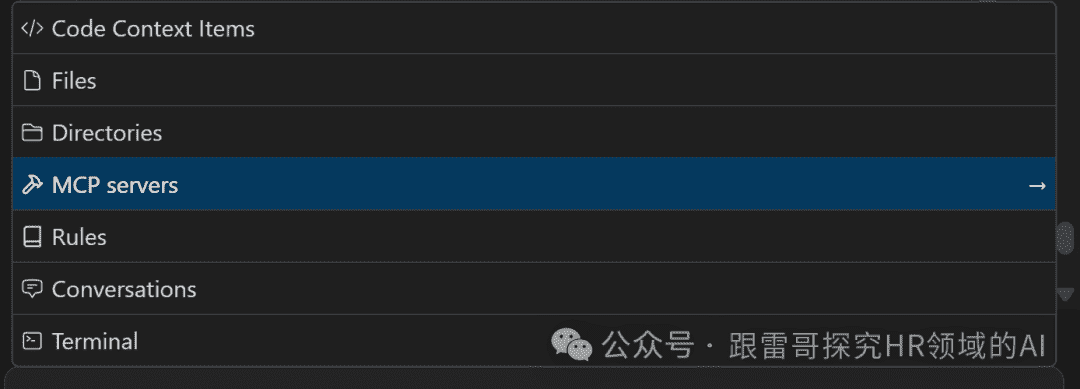 Code Context Items
Files
Directories
MCP servers
Rules
Conversations
Terminal
公众号 · 跟雷哥探究HR领域的AI